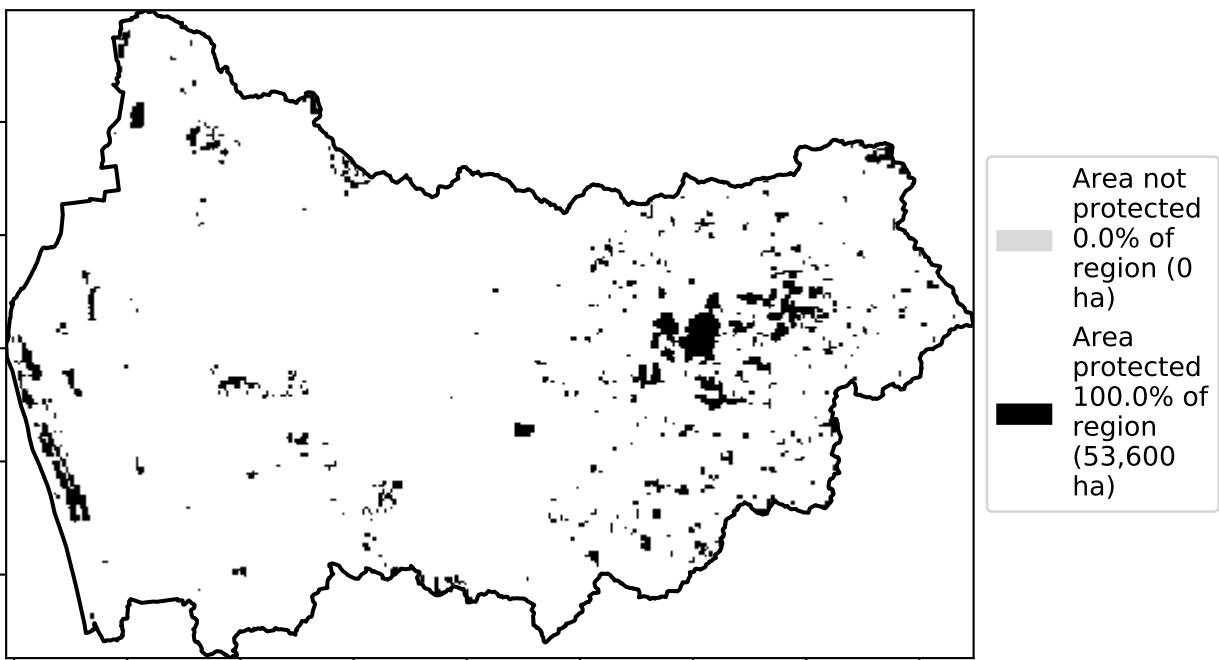 Area not
protected
0.0% of
region (0
ha)
Area
protected
100.0% of
region
(53,600
ha)